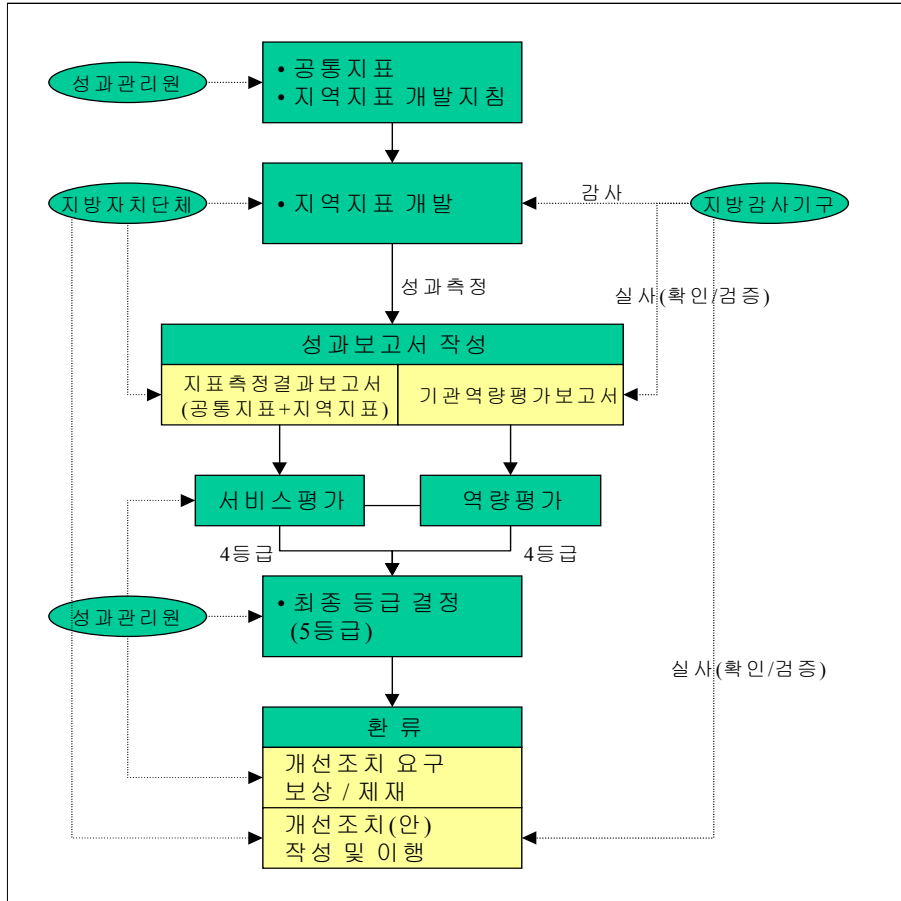 성과관리원
• 공통지표
• 지역지표 개발지침
지방자치단체
• 지역지표 개발
감사
지방감사기구
성과측정
실사(확인/검증)
성과보고서 작성
지표측정결과보고서
(공통지표+지역지표)
기관역량평가보고서
서비스평가
역량평가
4등급
4등급
성과관리원
• 최종 등급 결정
(5등급)
실사(확인/검증)
환 류
개선조치 요구
보상 / 제재
개선조치(안)
작성 및 이행